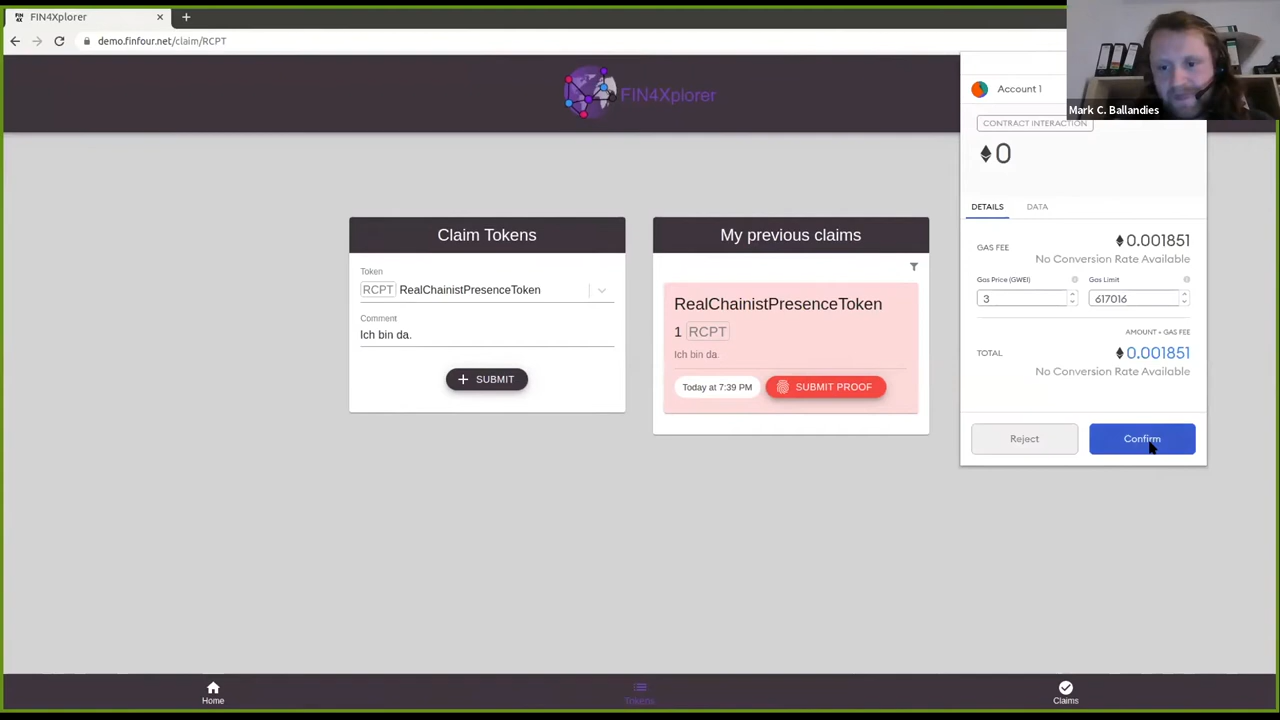 FIN4Xplorer
demo.finfour.net/claim/RCPT
Mark C. Ballandies
FIN4Xplorer
Account 1
CONTRACT INTERACTION
0
DETAILS
DATA
GAS FEE
0.001851
No Conversion Rate Available
Gas Price (GWEI)
Gas Limit
3
617016
AMOUNT + GAS FEE
TOTAL
0.001851
No Conversion Rate Available
Reject
Confirm
Claim Tokens
Token
RCPT RealChainistPresenceToken
Comment
Ich bin da.
SUBMIT
My previous claims
RealChainistPresenceToken
1 RCPT
Ich bin da.
Today at 7:39 PM
SUBMIT PROOF
Home
Tokens
Claims